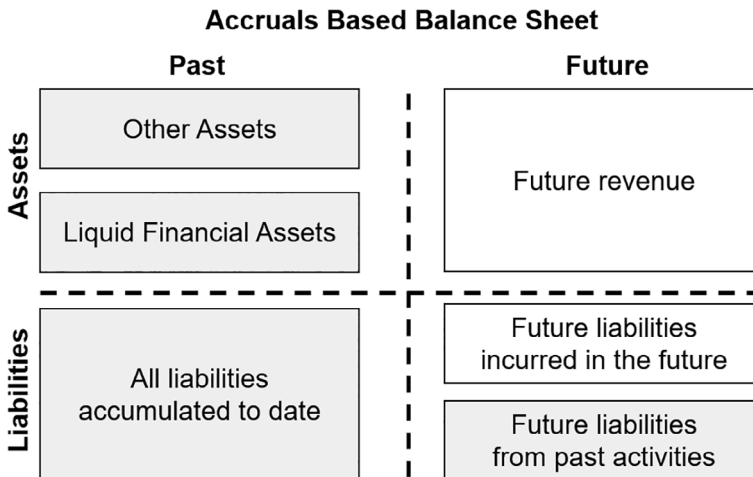 Accruals Based Balance Sheet
Past
Future
Assets
Other Assets
Liquid Financial Assets
Future revenue
Liabilities
All liabilities
accumulated to date
Future liabilities
incurred in the future
Future liabilities
from past activities